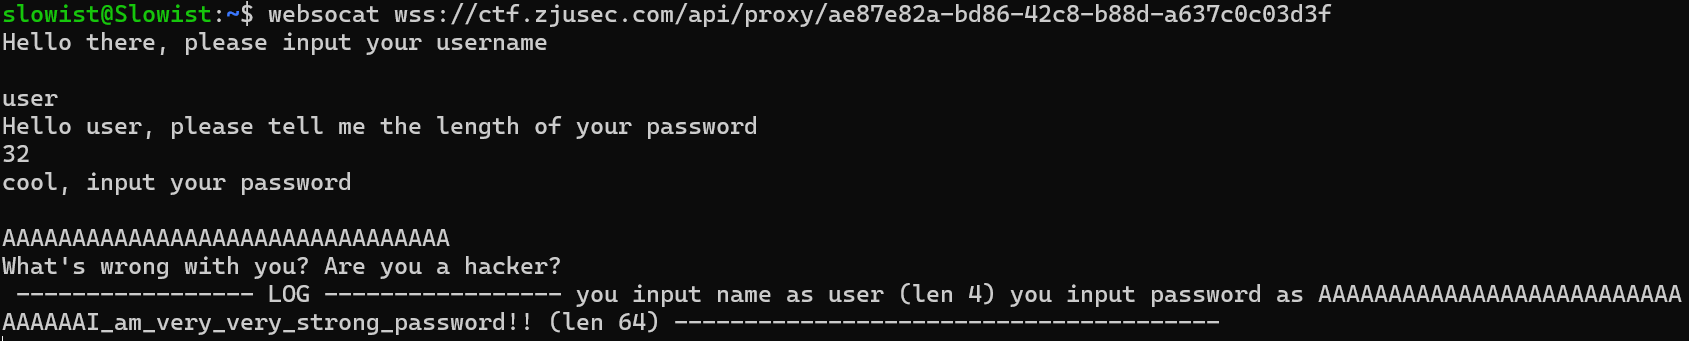 slowist@Slowist:~$ websocat wss://ctf.zjusec.com/api/proxy/ae87e82a-bd86-42c8-b88d-a637c0c03d3f
Hello there, please input your username
user
Hello user, please tell me the length of your password
32
cool, input your password
AAAAAAAAAAAAAAAAAAAAAAAAAAAAAAAA
What's wrong with you? Are you a hacker?
 ----------------- LOG ----------------- you input name as user (len 4) you input password as AAAAAAAAAAAAAAAAAAAAAAAAAA
AAAAAAI_am_very_very_strong_password!! (len 64) ---------------------------------------